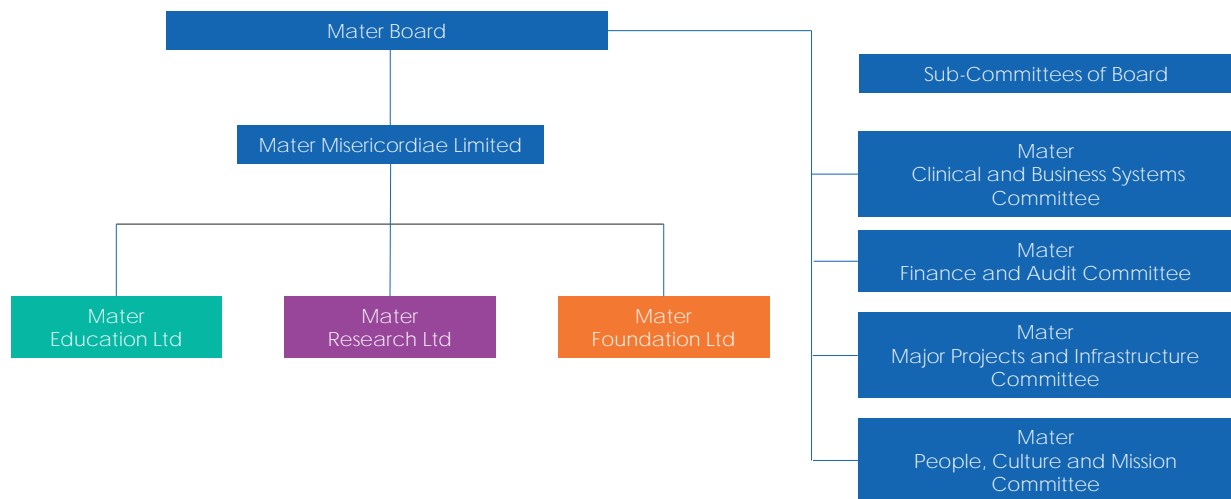 Mater Board
Sub-Committees of Board
Mater Misericordiae Limited
Mater
Clinical and Business Systems
Committee
Mater
Finance and Audit Committee
Mater
Education Ltd
Mater
Research Ltd
Mater
Foundation Ltd
Mater
Major Projects and Infrastructure
Committee
Mater
People, Culture and Mission
Committee